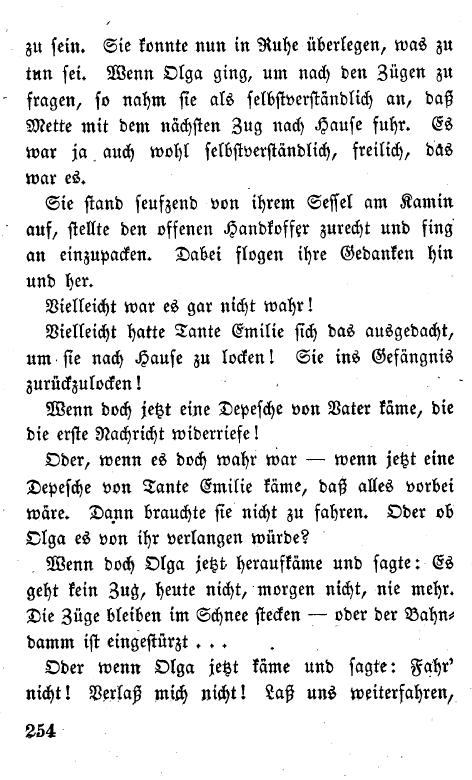 zu sein. Sie konnte nun in Ruhe überlegen, was zu
tun sei. Wenn Olga ging, um nach den Zügen zu
fragen, so nahm sie als selbstverständlich an, daß
Mette mit dem nächsten Zug nach Hause fuhr. Es
war ja auch wohl selbstverständlich, freilich, das
war es.
Sie stand seufzend von ihrem Sessel am Kamin
auf, stellte den offenen Handkoffer zurecht und fing
an einzupacken. Dabei flogen ihre Gedanken hin
und her.
Vielleicht war es gar nicht wahr!
Vielleicht hatte Tante Emilie sich das ausgedacht,
um sie nach Hause zu locken! Sie ins Gefängnis
zurückzulocken!
Wenn doch jetzt eine Depesche von Vater käme, die
die erste Nachricht widerriefe!
Oder, wenn es doch wahr war — wenn jetzt eine
Depesche von Tante Emilie käme, daß alles vorbei
wäre. Dann brauchte sie nicht zu fahren. Oder ob
Olga es von ihr verlangen würde?
Wenn doch Olga jetzt heraufkäme und sagte: Es
geht kein Zug, heute nicht, morgen nicht, nie mehr.
Die Züge bleiben im Schnee stecken — oder der Bahn-
damm ist eingestürzt . . .
Oder wenn Olga jetzt käme und sagte: Fahr'
nicht! Verlaß mich nicht! Laß uns weiterfahren,
254